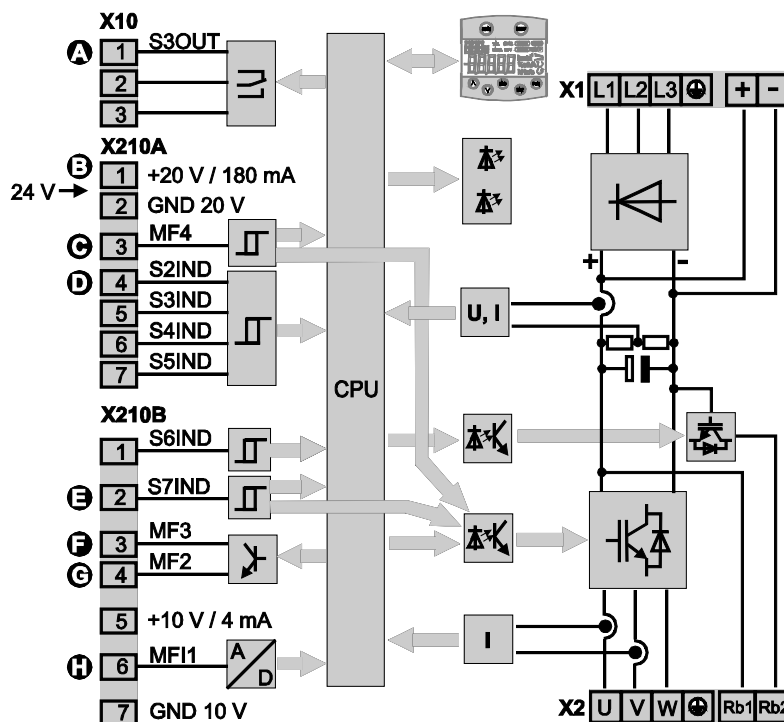 X10
A 1 S3OUT
2
3
X210A
B 1 +20 V / 180 mA
24 V
2 GND 20 V
C 3 MF4
D 4 S2IND
5 S3IND
6 S4IND
7 S5IND
X210B
1 S6IND
E 2 S7IND
F 3 MF3
G 4 MF2
5 +10 V / 4 mA
H 6 MFI1
A
D
7 GND 10 V
CPU
U, I
I
X1 L1 L2 L3 + -
+ -
X2 U V W Rb1 Rb2